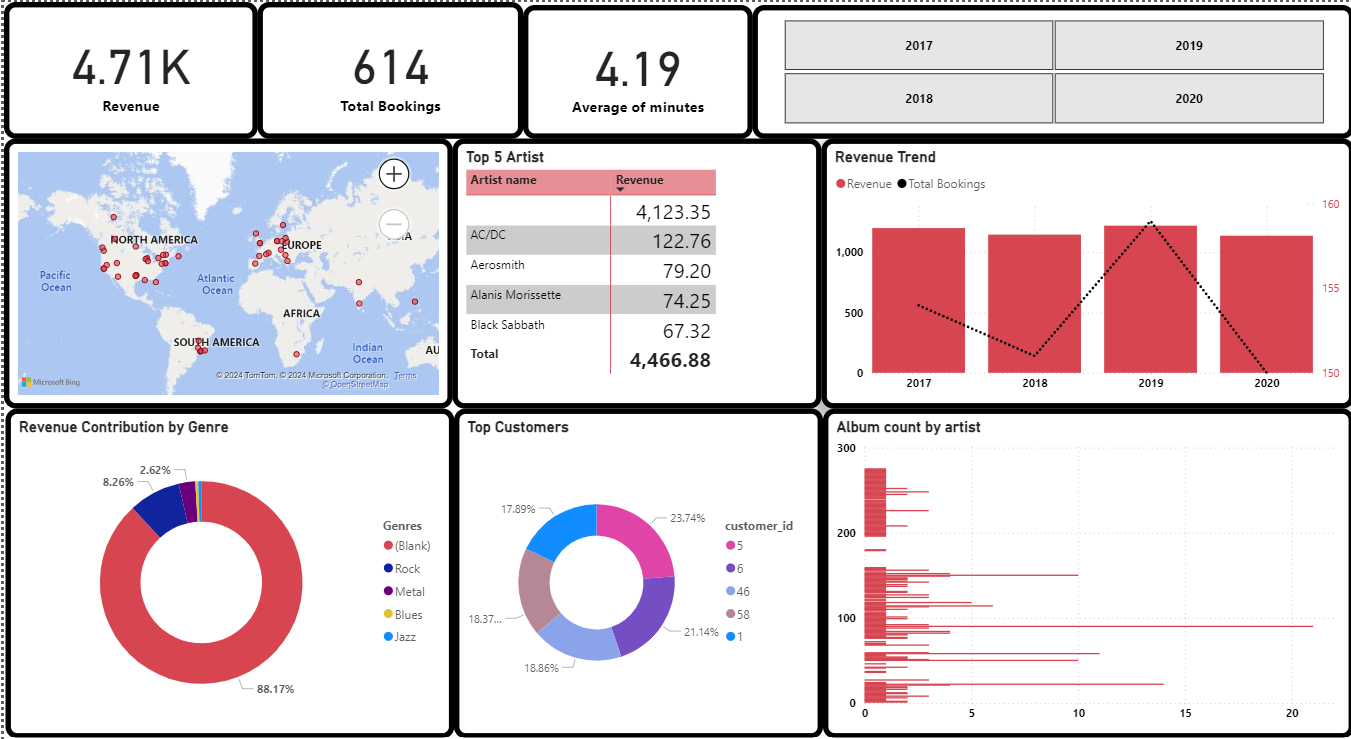 4.71K
Revenue
614
Total Bookings
4.19
Average of minutes
2017
2019
2018
2020
NORTH AMERICA
EUROPE
Pacific
Ocean
Atlantic
Ocean
AFRICA
SOUTH AMERICA
Indian
Ocean
AU
Microsoft Bing
© 2024 TomTom, © 2024 Microsoft Corporation, Terms
© OpenStreetMap
Top 5 Artist
Artist name Revenue
4,123.35
AC/DC 122.76
Aerosmith 79.20
Alanis Morissette 74.25
Black Sabbath 67.32
Total 4,466.88
Revenue Trend
Revenue Total Bookings
160
1,000
155
500
0 150
2017 2018 2019 2020
Revenue Contribution by Genre
2.62%
8.26%
88.17%
Genres
(Blank)
Rock
Metal
Blues
Jazz
Top Customers
17.89%
23.74%
18.37...
21.14%
18.86%
customer_id
5
6
46
58
1
Album count by artist
300
200
100
0
0 5 10 15 20